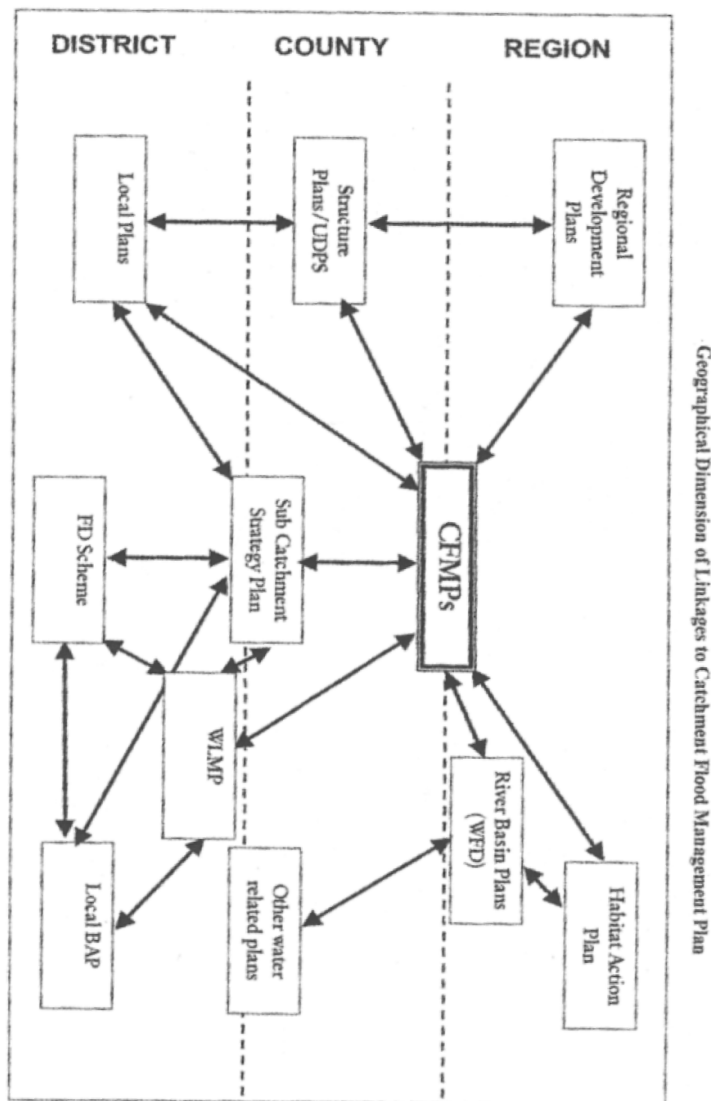 Geographical Dimension of Linkages to Catchment Flood Management Plan
REGION
COUNTY
DISTRICT
Regional
Development
Plans
Structure
Plans/UDPS
Local Plans
CFMPs
Sub Catchment
Strategy Plan
FD Scheme
WLMP
River Basin Plans
(WFD)
Habitat Action
Plan
Other water
related plans
Local BAP